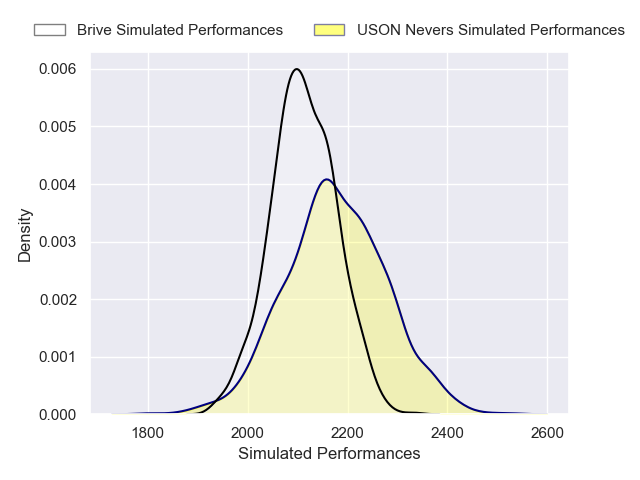 Brive Simulated Performances USON Nevers Simulated Performances
0.006
0.005
0.004
0.003
0.002
0.001
0.000
Density
1800 2000 2200 2400 2600
Simulated Performances